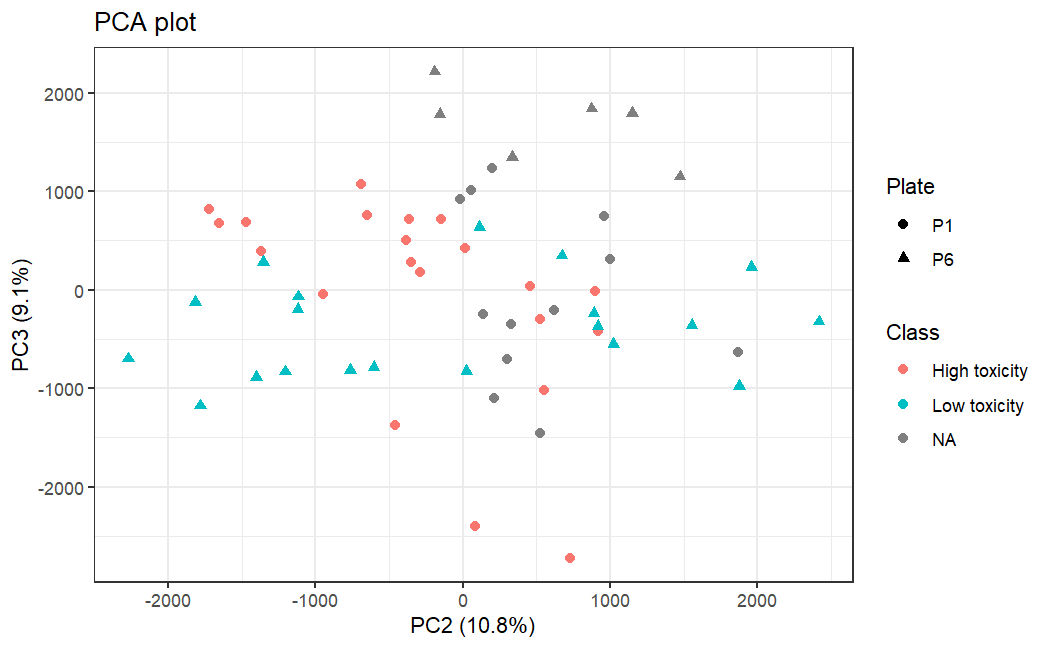 PCA plot
2000
1000
0
-1000
-2000
PC3 (9.1%)
-2000
-1000
0
1000
2000
PC2 (10.8%)
Plate
P1
P6
Class
High toxicity
Low toxicity
NA